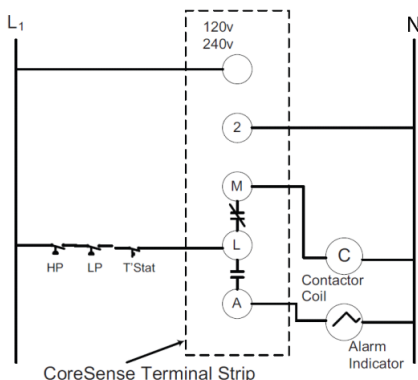 L1
N
120v
240v
2
M
L
HP LP T'Stat
C
Contactor
Coil
A
Alarm
Indicator
CoreSense Terminal Strip